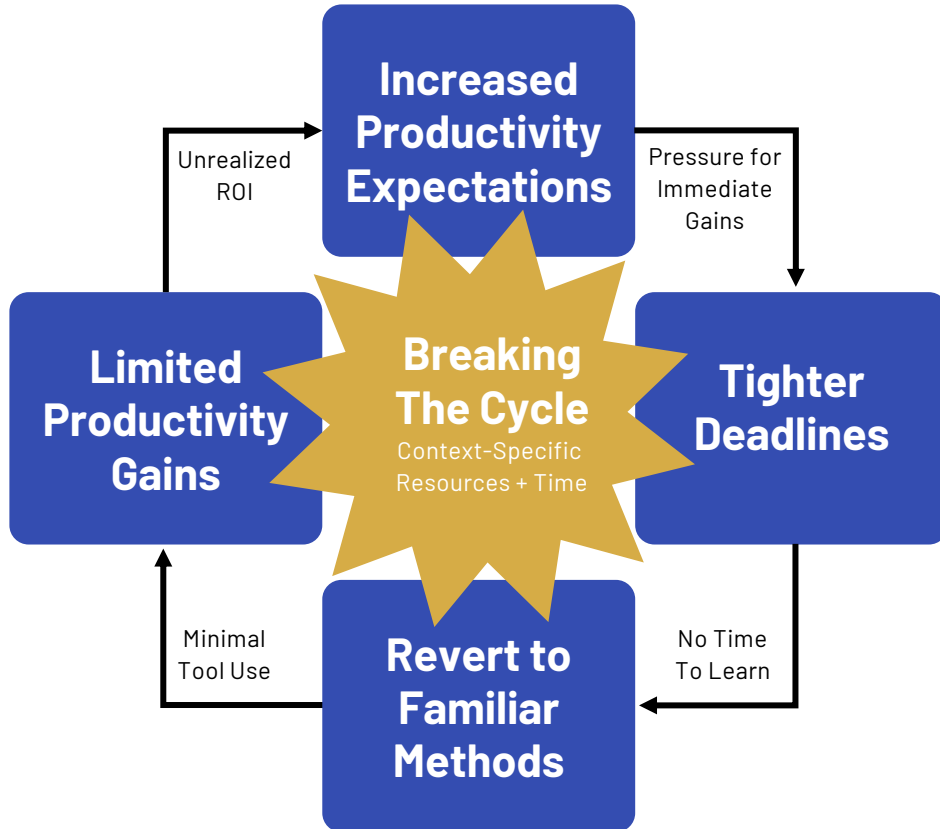 Increased
Productivity
Expectations
Unrealized
ROI
Pressure for
Immediate
Gains
Limited
Productivity
Gains
Breaking
The Cycle
Context-Specific
Resources + Time
Tighter
Deadlines
Minimal
Tool Use
Revert to
Familiar
Methods
No Time
To Learn